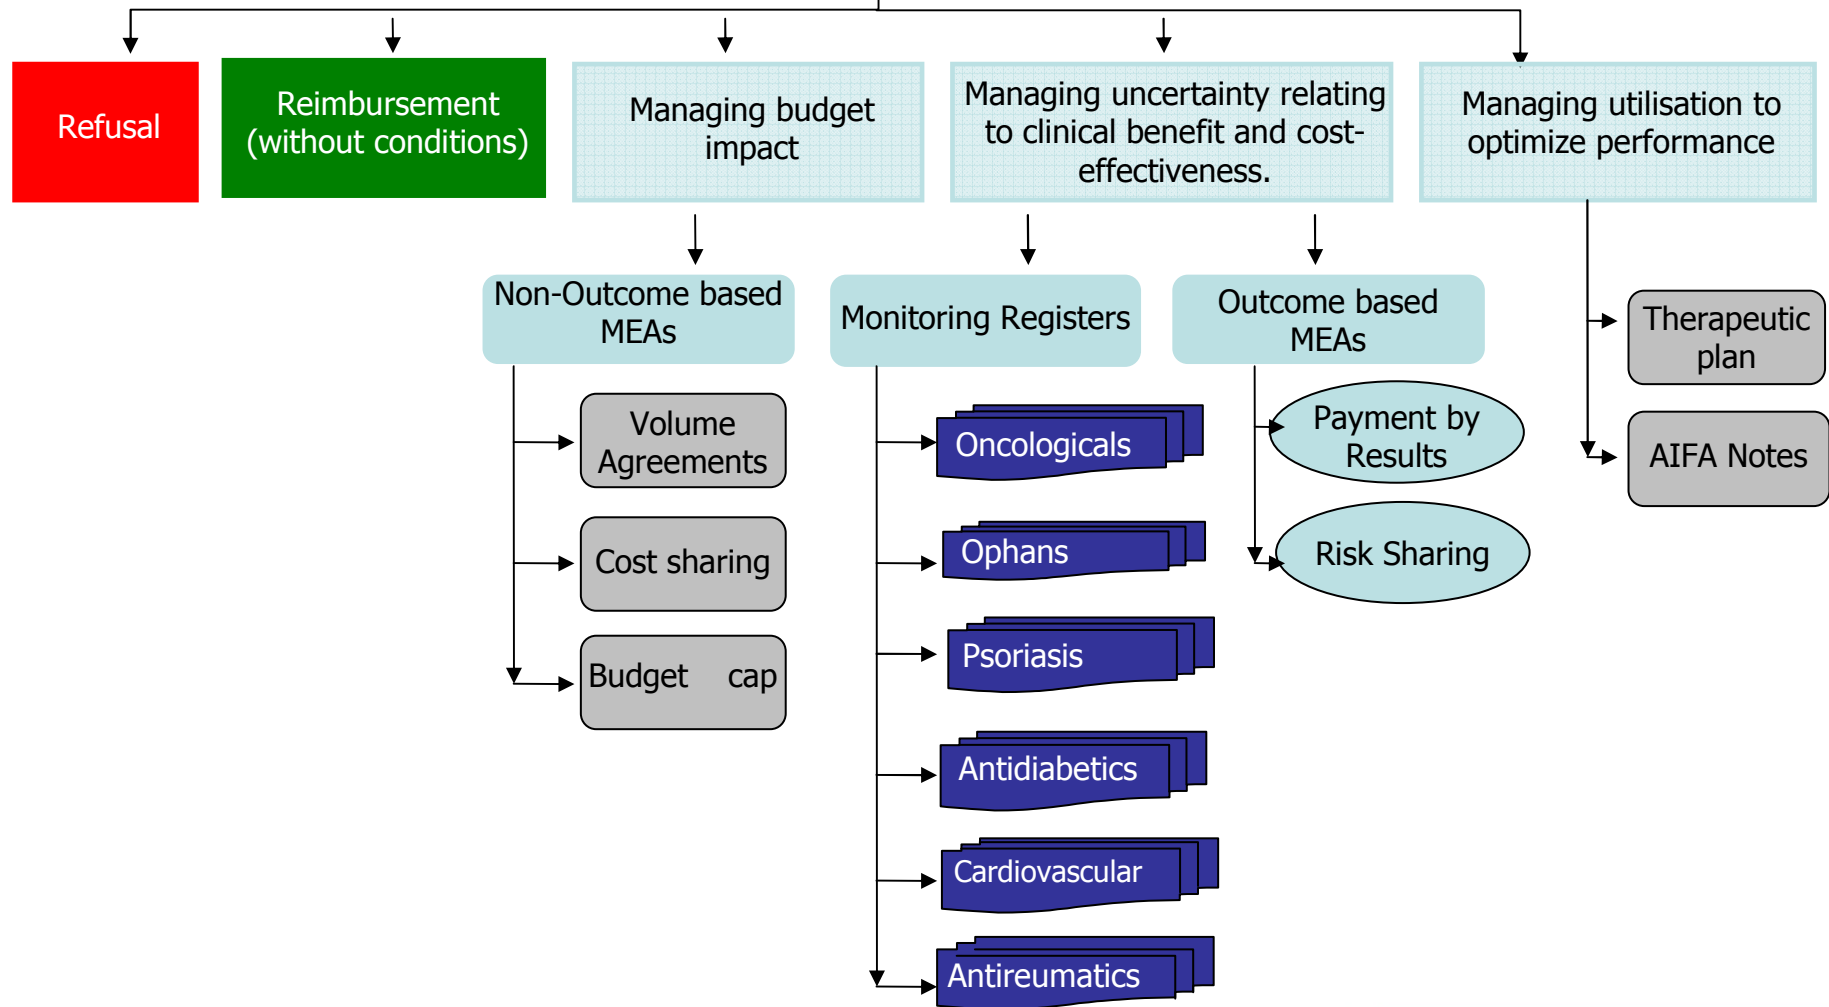 Refusal
Reimbursement
(without conditions)
Managing budget
impact
Managing uncertainty relating
to clinical benefit and cost-
effectiveness.
Managing utilisation to
optimize performance
Non-Outcome based
MEAs
Monitoring Registers
Outcome based
MEAs
Volume
Agreements
Cost sharing
Budget cap
Oncologicals
Ophans
Psoriasis
Antidiabetics
Cardiovascular
Antireumatics
Payment by
Results
Risk Sharing
Therapeutic
plan
AIFA Notes